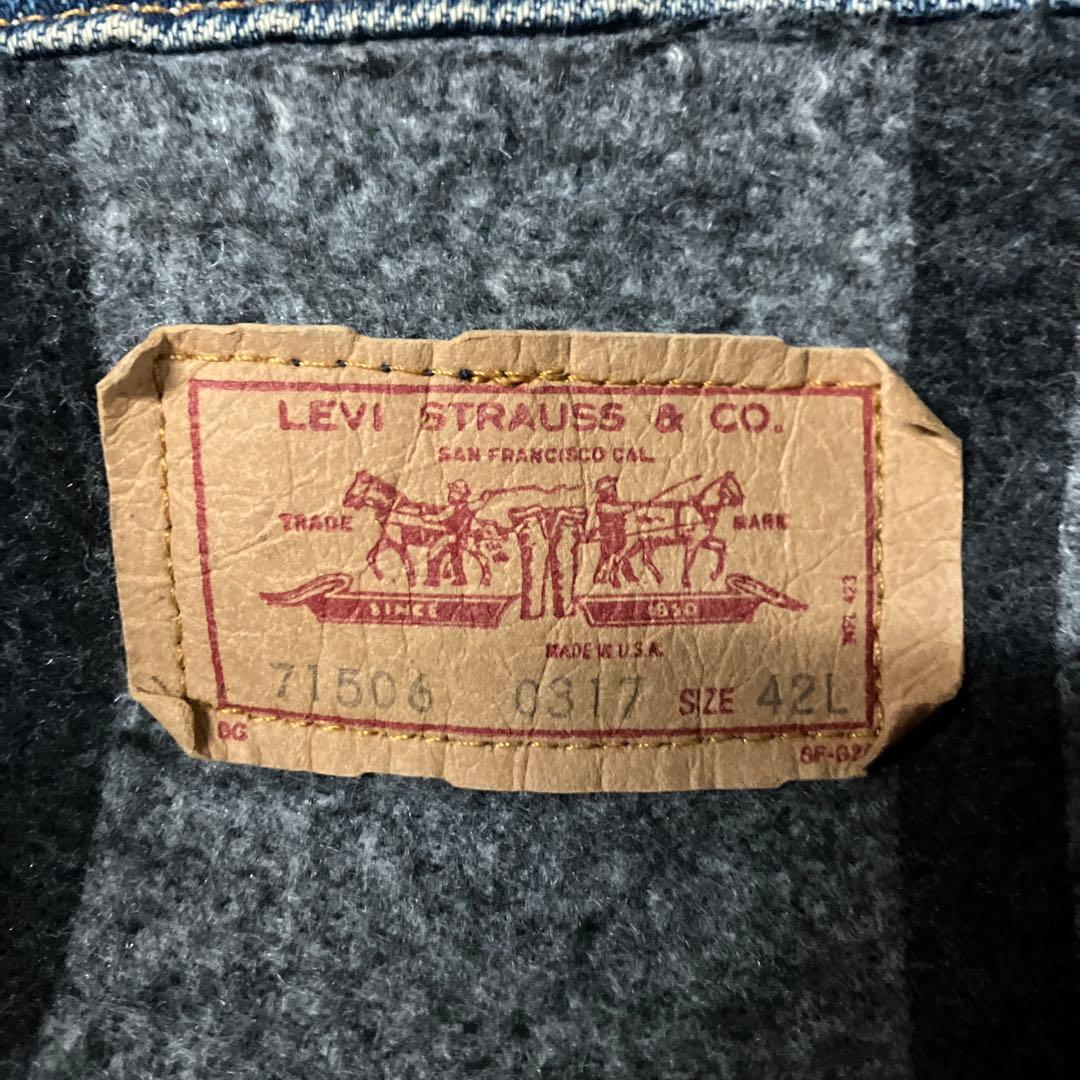 LEVI STRAUSS & CO.
SAN FRANCISCO CAL.
TRADE MARK
SINCE 1850
WPL 423
MADE IN U.S.A.
71506 0317 SIZE 42L